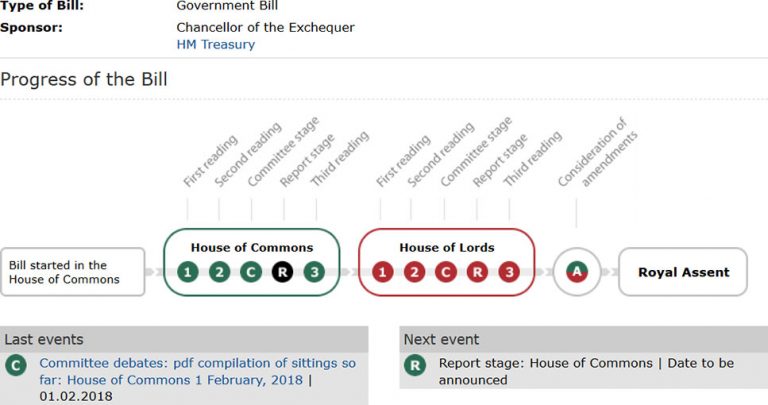 Type of Bill: Government Bill
Sponsor: Chancellor of the Exchequer
HM Treasury
Progress of the Bill
First reading
Second reading
Committee stage
Report stage
Third reading
First reading
Second reading
Committee stage
Report stage
Third reading
Consideration of
amendments
Bill started in the
House of Commons
House of Commons
1 2 C R 3
House of Lords
1 2 C R 3
A
Royal Assent
Last events
C Committee debates: pdf compilation of sittings so
far: House of Commons 1 February, 2018 |
01.02.2018
Next event
R Report stage: House of Commons | Date to be
announced